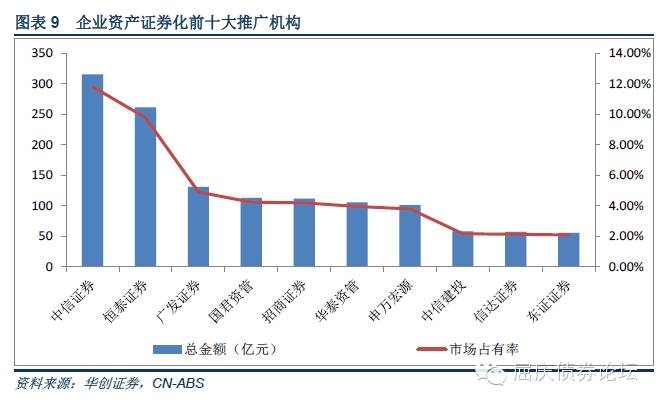 图表 9 企业资产证券化前十大推广机构
350 14.00%
300 12.00%
250 10.00%
200 8.00%
150 6.00%
100 4.00%
50 2.00%
0 0.00%
中信证券 恒泰证券 广发证券 国君资管 招商证券 华泰资管 申万宏源 中信建投 信达证券 东证证券
总金额（亿元） 市场占有率
资料来源：华创证券，CN-ABS
屈庆债券论坛